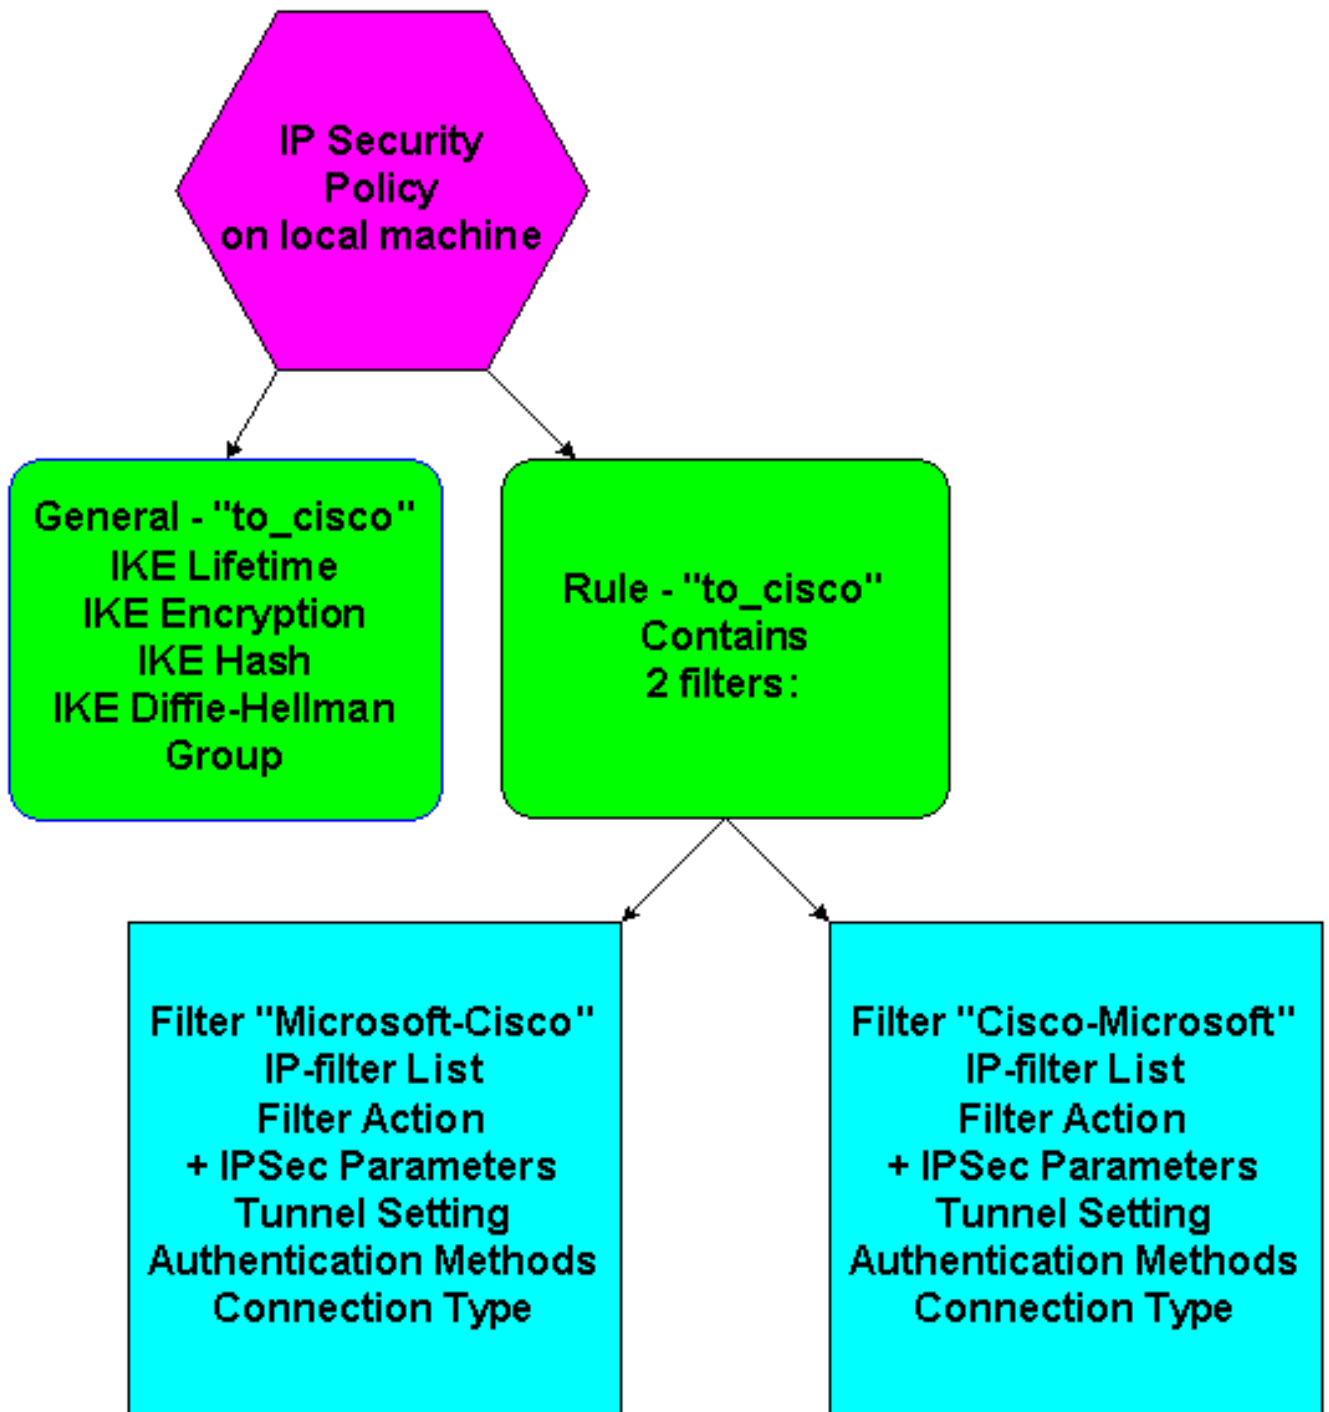 IP Security
Policy
on local machine
General - "to_cisco"
IKE Lifetime
IKE Encryption
IKE Hash
IKE Diffie-Hellman
Group
Rule - "to_cisco"
Contains
2 filters:
Filter "Microsoft-Cisco"
IP-filter List
Filter Action
+ IPSec Parameters
Tunnel Setting
Authentication Methods
Connection Type
Filter "Cisco-Microsoft"
IP-filter List
Filter Action
+ IPSec Parameters
Tunnel Setting
Authentication Methods
Connection Type